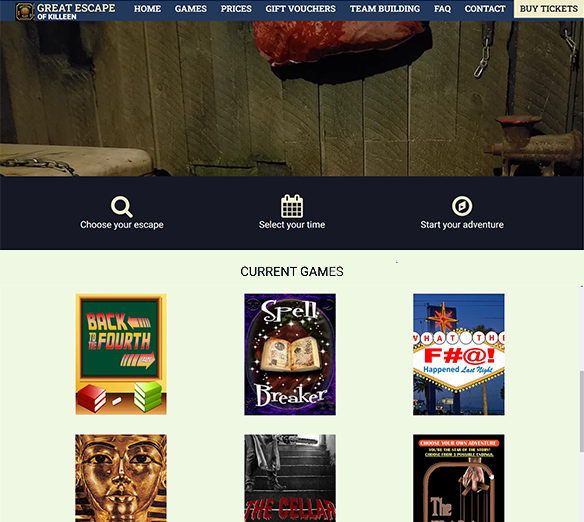 GREAT ESCAPE
OF KILLEEN
HOME GAMES PRICES GIFT VOUCHERS TEAM BUILDING FAQ CONTACT BUY TICKETS
Choose your escape
Select your time
Start your adventure
CURRENT GAMES
BACK
TO THE FOURTH
Spell
Breaker
WHAT THE
F#@!
Happened Last Night
THE CELLAR
CHOOSE YOUR OWN ADVENTURE
YOU'RE THE STAR OF THE STORY!
CHOOSE FROM 3 POSSIBLE ENDINGS.
The